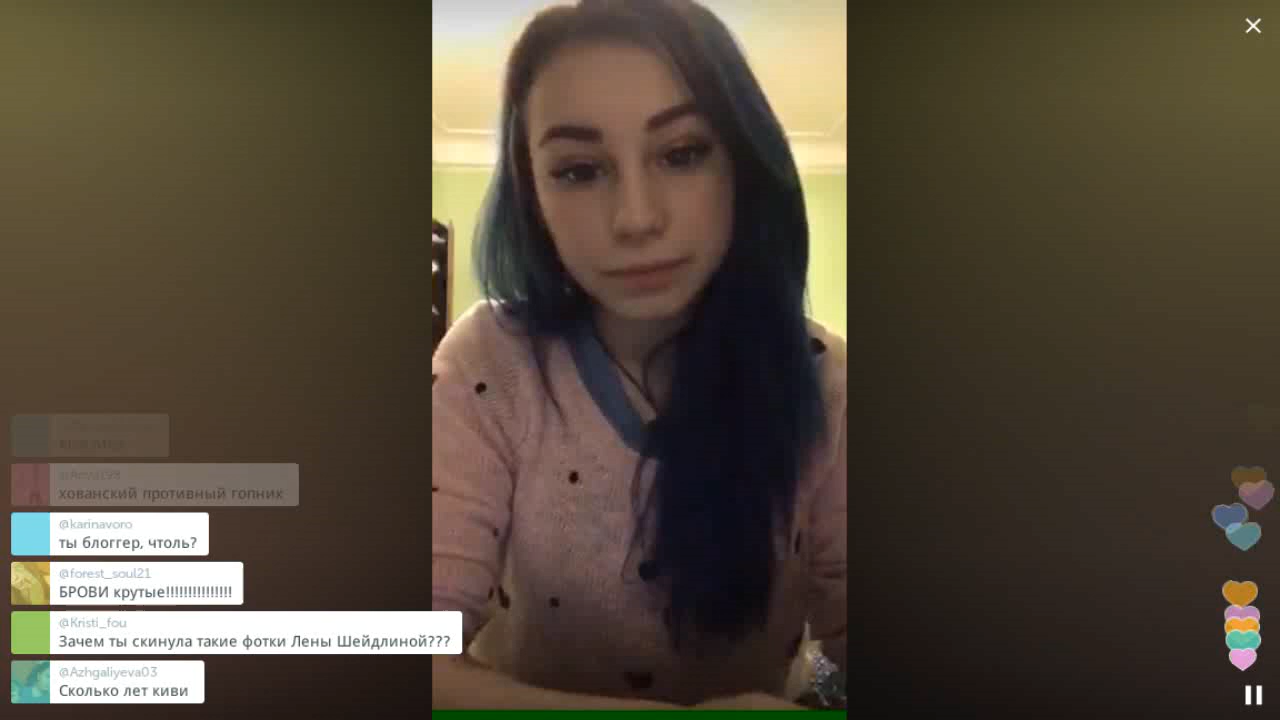 хованский противный гопник
@karinavoro
ты блоггер, чтоль?
@forest_soul21
БРОВИ крутые!!!!!!!!!!!!!!!
@Kristi_fou
Зачем ты скинула такие фотки Лены Шейдлиной???
@Azhgaliyeva03
Сколько лет киви